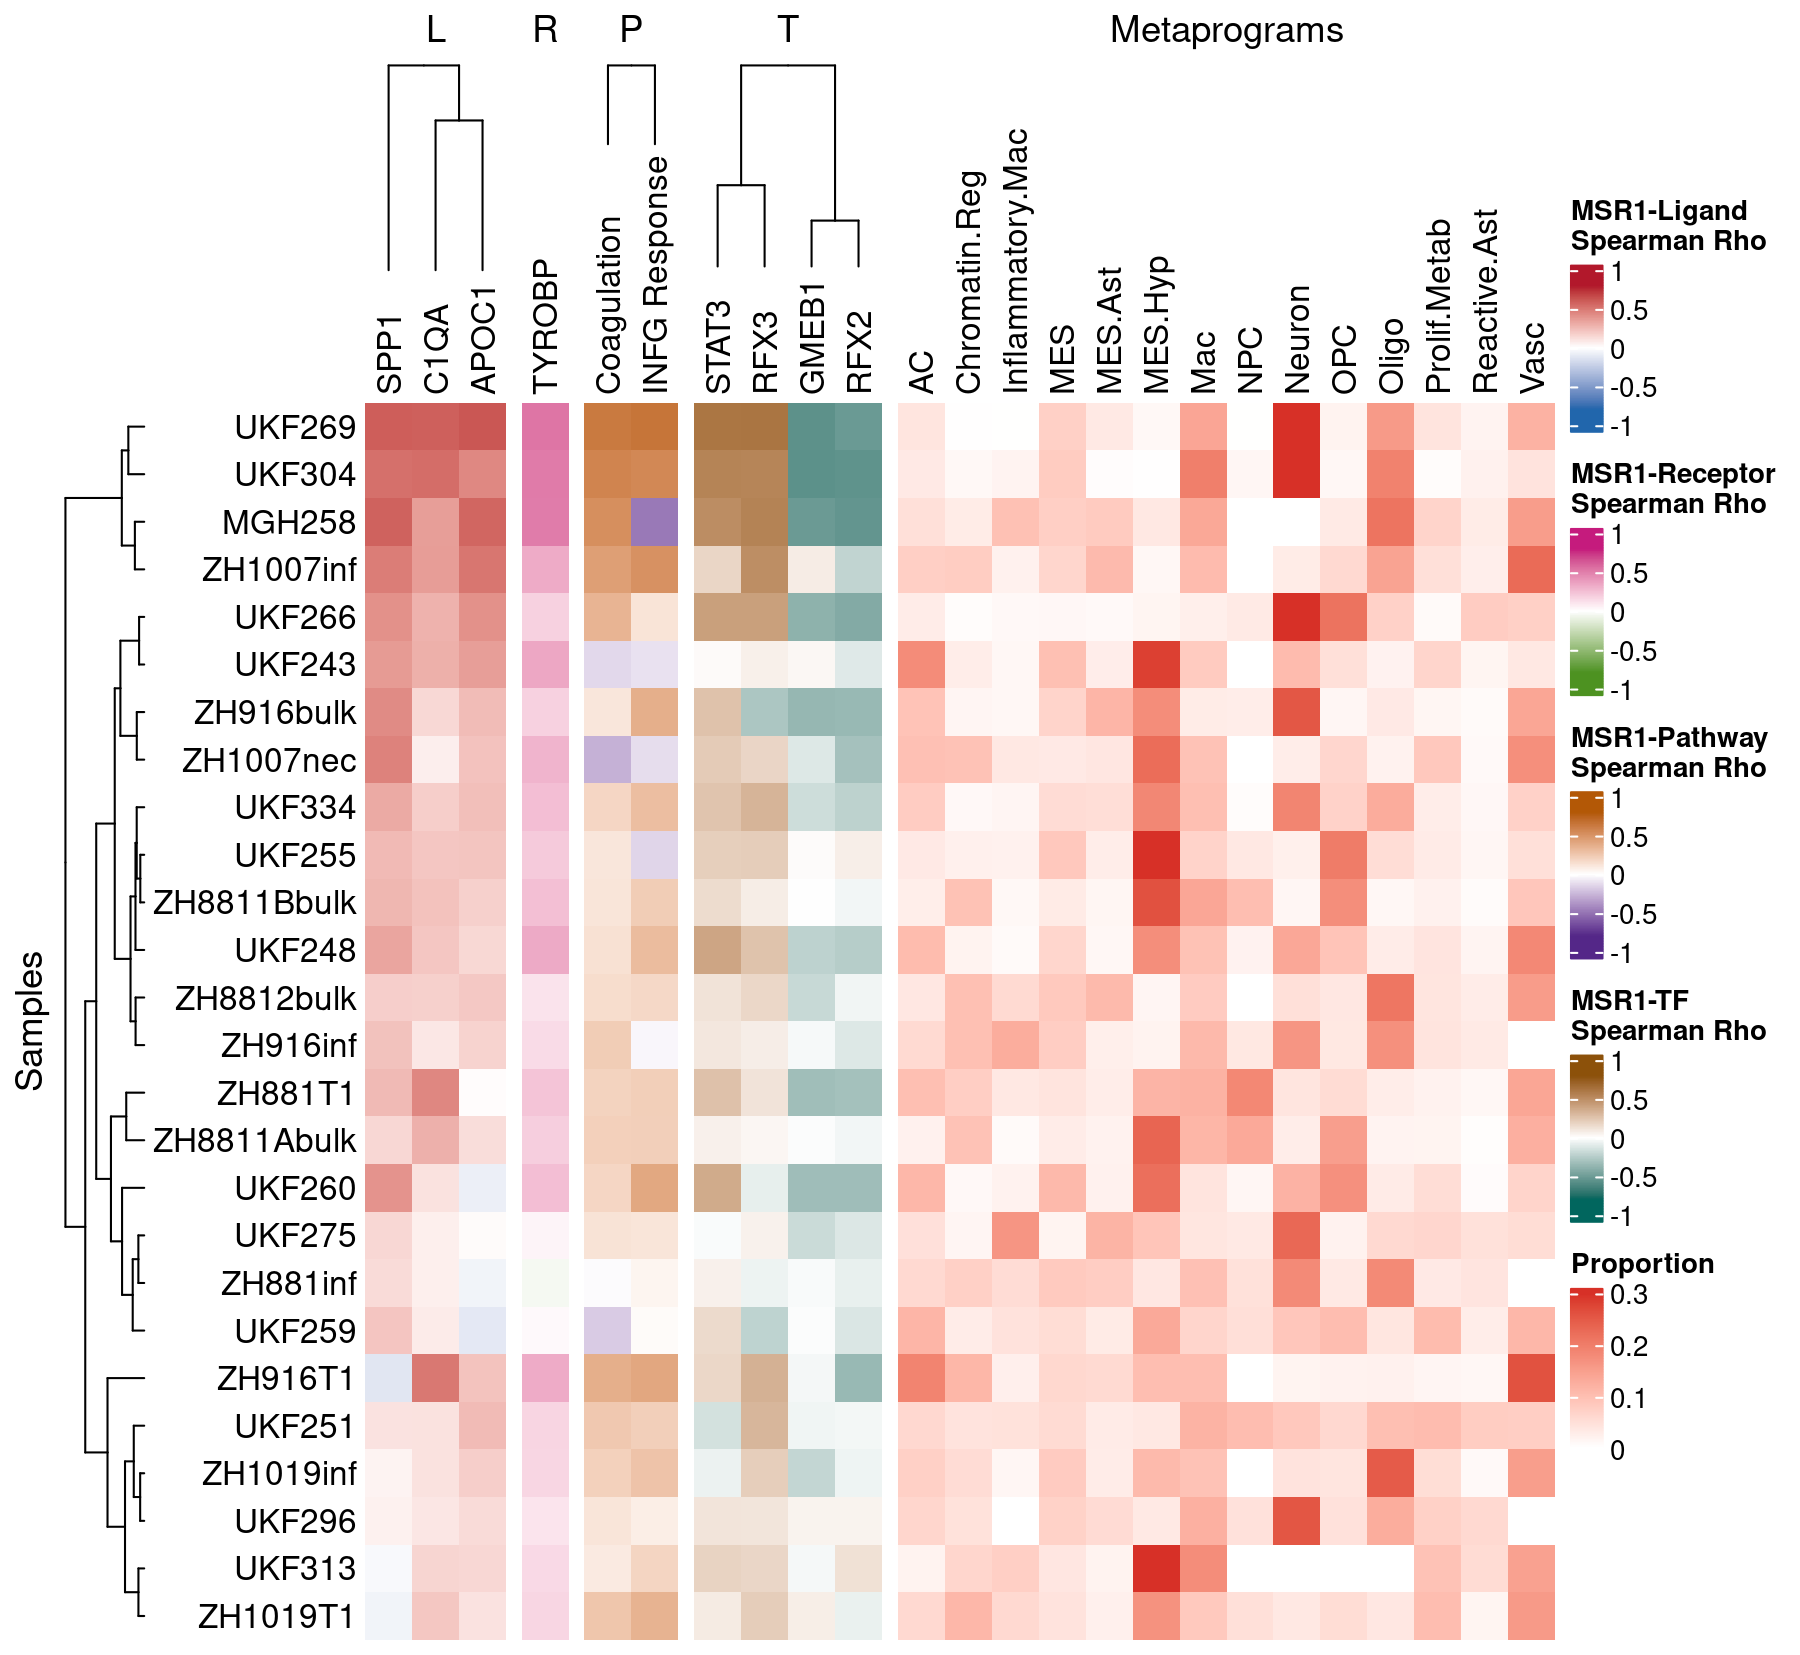 L R P T Metaprograms
SPP1
C1QA
APOC1
TYROBP
Coagulation
INFG Response
STAT3
RFX3
GMEB1
RFX2
AC
Chromatin.Reg
Inflammatory.Mac
MES
MES.Ast
MES.Hyp
Mac
NPC
Neuron
OPC
Oligo
Prolif.Metab
Reactive.Ast
Vasc
Samples
UKF269
UKF304
MGH258
ZH1007inf
UKF266
UKF243
ZH916bulk
ZH1007nec
UKF334
UKF255
ZH8811Bbulk
UKF248
ZH8812bulk
ZH916inf
ZH881T1
ZH8811Abulk
UKF260
UKF275
ZH881inf
UKF259
ZH916T1
UKF251
ZH1019inf
UKF296
UKF313
ZH1019T1
MSR1-Ligand
Spearman Rho
1
0.5
0
-0.5
-1
MSR1-Receptor
Spearman Rho
1
0.5
0
-0.5
-1
MSR1-Pathway
Spearman Rho
1
0.5
0
-0.5
-1
MSR1-TF
Spearman Rho
1
0.5
0
-0.5
-1
Proportion
0.3
0.2
0.1
0